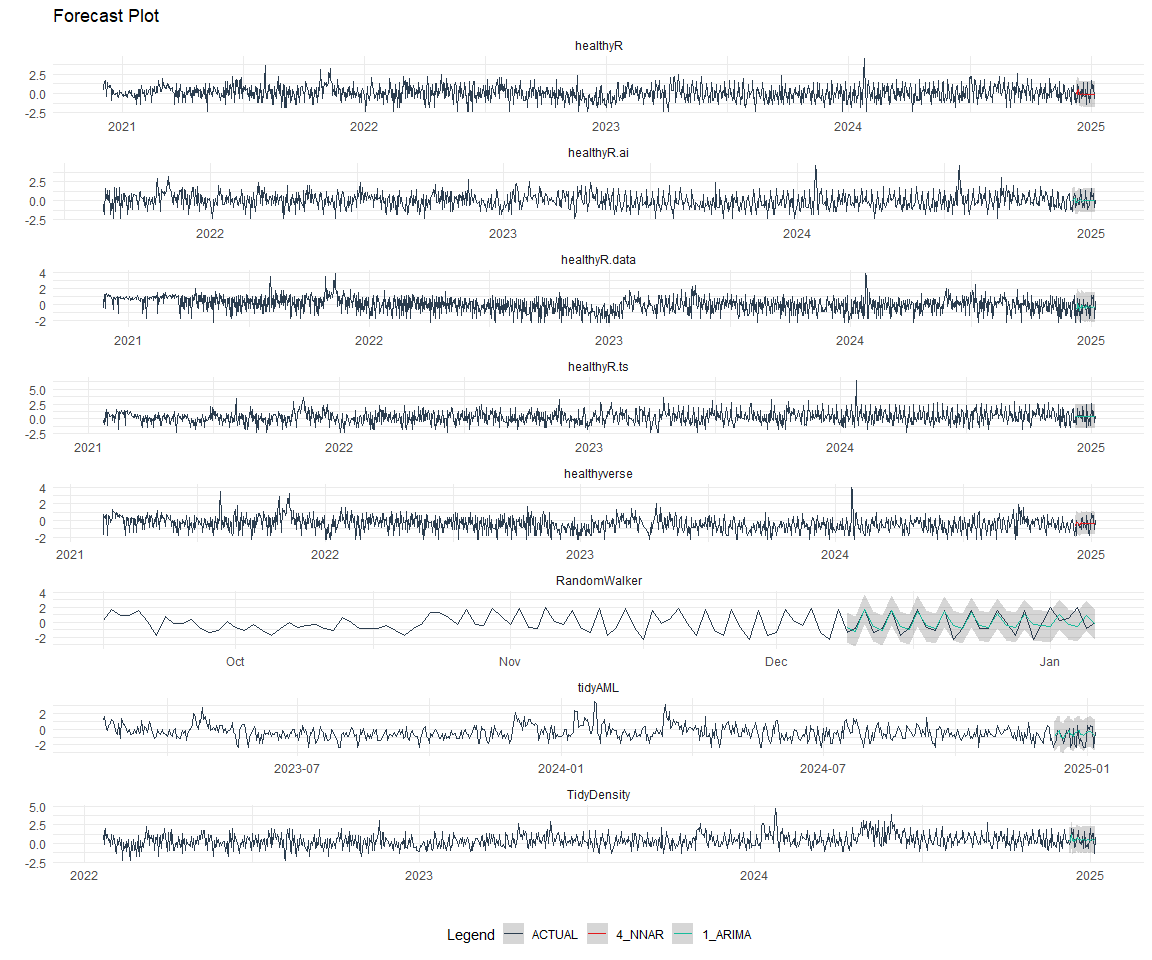 Forecast Plot
healthyR
2.5
0.0
-2.5
2021 2022 2023 2024 2025
healthyR.ai
2.5
0.0
-2.5
2022 2023 2024 2025
healthyR.data
4
2
0
-2
2021 2022 2023 2024 2025
healthyR.ts
5.0
2.5
0.0
-2.5
2021 2022 2023 2024 2025
healthyverse
4
2
0
-2
2021 2022 2023 2024 2025
RandomWalker
4
2
0
-2
Oct Nov Dec Jan
tidyAML
2
0
-2
2023-07 2024-01 2024-07 2025-01
TidyDensity
5.0
2.5
0.0
-2.5
2022 2023 2024 2025
Legend ACTUAL 4_NNAR 1_ARIMA